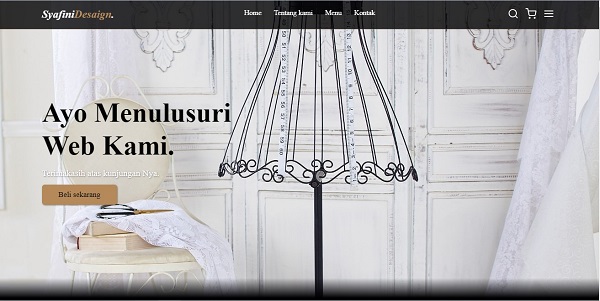 SyafiniDesaign.
Home Tentang kami Menu Kontak
Ayo Menulusuri
Web Kami.
Terimakasih atas kunjungan Nya.
Beli sekarang